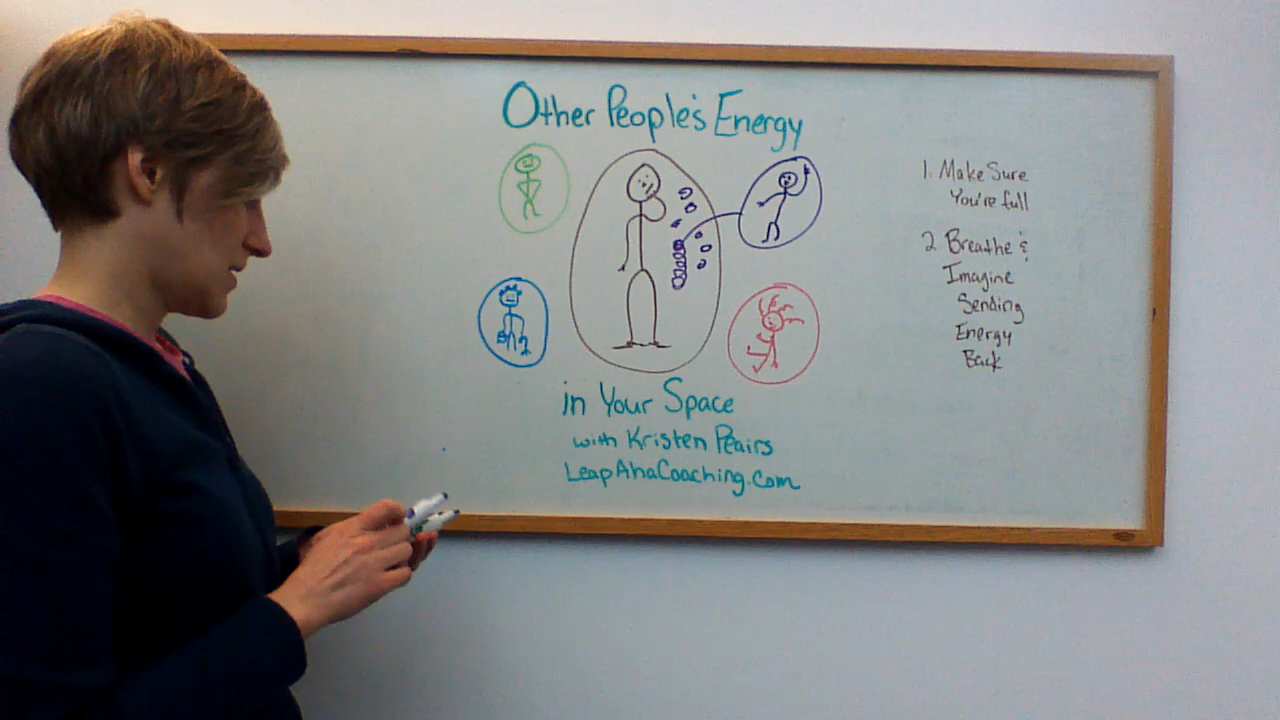 Other People's Energy
in Your Space
with Kristen Peairs
LeapAhaCoaching.com
1. Make Sure
You're full
2. Breathe &
Imagine
Sending
Energy
Back